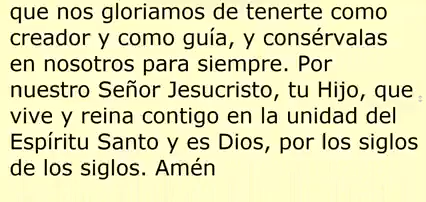 que nos gloriamos de tenerte como
creador y como guía, y consérvalas
en nosotros para siempre. Por
nuestro Señor Jesucristo, tu Hijo, que
vive y reina contigo en la unidad del
Espíritu Santo y es Dios, por los siglos
de los siglos. Amén